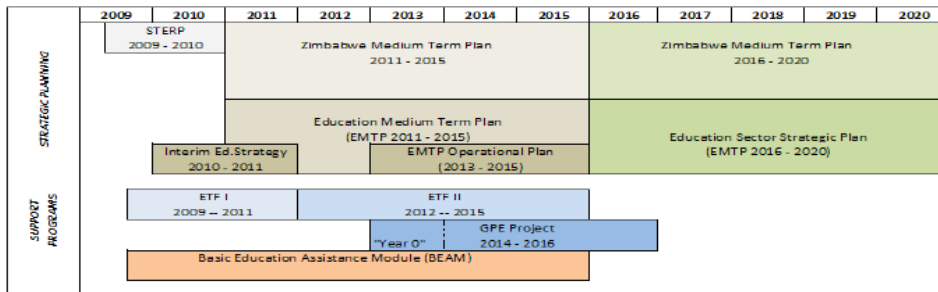 2009 2010 2011 2012 2013 2014 2015 2016 2017 2018 2019 2020
STRATEGIC PLANNING
STERP
2009 - 2010
Zimbabwe Medium Term Plan
2011 - 2015
Zimbabwe Medium Term Plan
2016 - 2020
Education Medium Term Plan
(EMTP 2011 - 2015)
Education Sector Strategic Plan
(EMTP 2016 - 2020)
Interim Ed.Strategy
2010 - 2011
EMTP Operational Plan
(2013 - 2015)
SUPPORT
PROGRAMS
ETF I
2009 -- 2011
ETF II
2012 -- 2015
"Year 0"
GPE Project
2014 - 2016
Basic Education Assistance Module (BEAM)